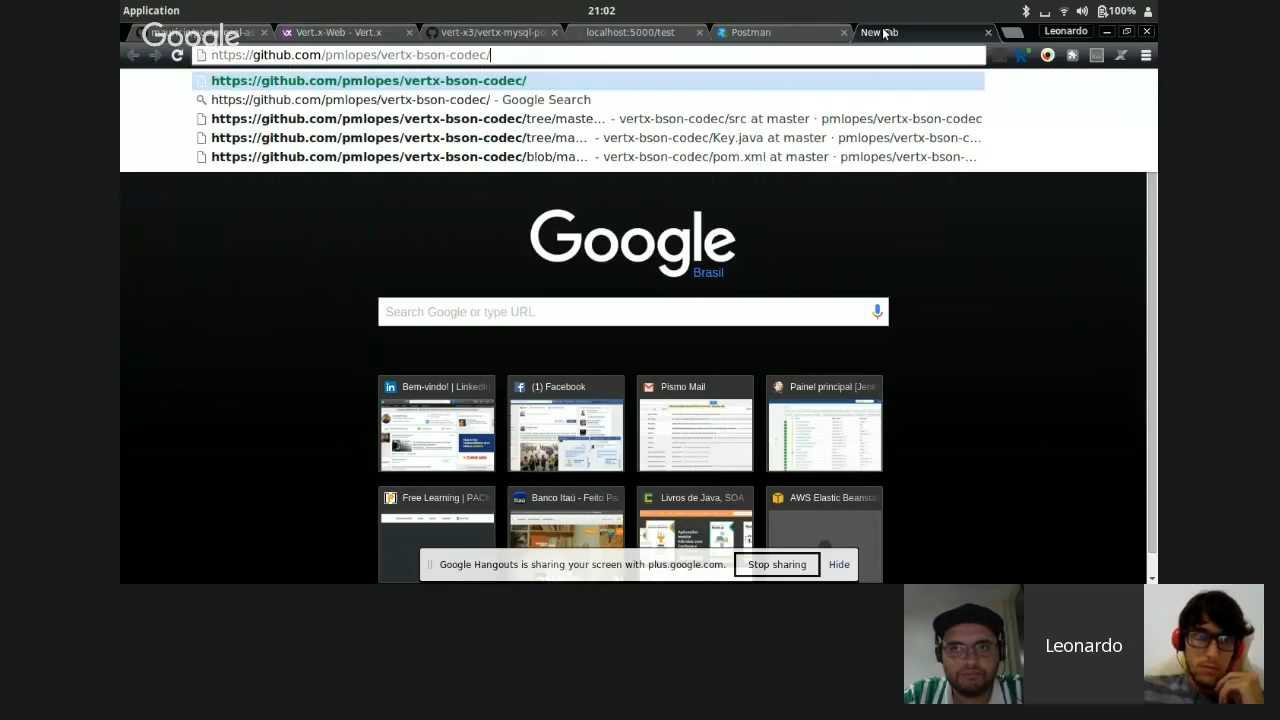 Application
21:02
100%
Google
Vert.x-Web - Vert.x
vert-x3/vertx-mysql-po
localhost:5000/test
Postman
New Tab
Leonardo
https://github.com/pmlopes/vertx-bson-codec/
https://github.com/pmlopes/vertx-bson-codec/
https://github.com/pmlopes/vertx-bson-codec/ - Google Search
https://github.com/pmlopes/vertx-bson-codec/tree/maste... - vertx-bson-codec/src at master · pmlopes/vertx-bson-codec
https://github.com/pmlopes/vertx-bson-codec/tree/ma... - vertx-bson-codec/Key.java at master · pmlopes/vertx-bson-c...
https://github.com/pmlopes/vertx-bson-codec/blob/ma... - vertx-bson-codec/pom.xml at master · pmlopes/vertx-bson-...
Google
Brasil
Search Google or type URL
Bem-vindo! | LinkedIn
(1) Facebook
Pismo Mail
Painel principal [Jenk
Free Learning | PACK
Banco Itaú - Feito Pa
Livros de Java, SOA
AWS Elastic Beansta
Google Hangouts is sharing your screen with plus.google.com.
Stop sharing
Hide
Leonardo